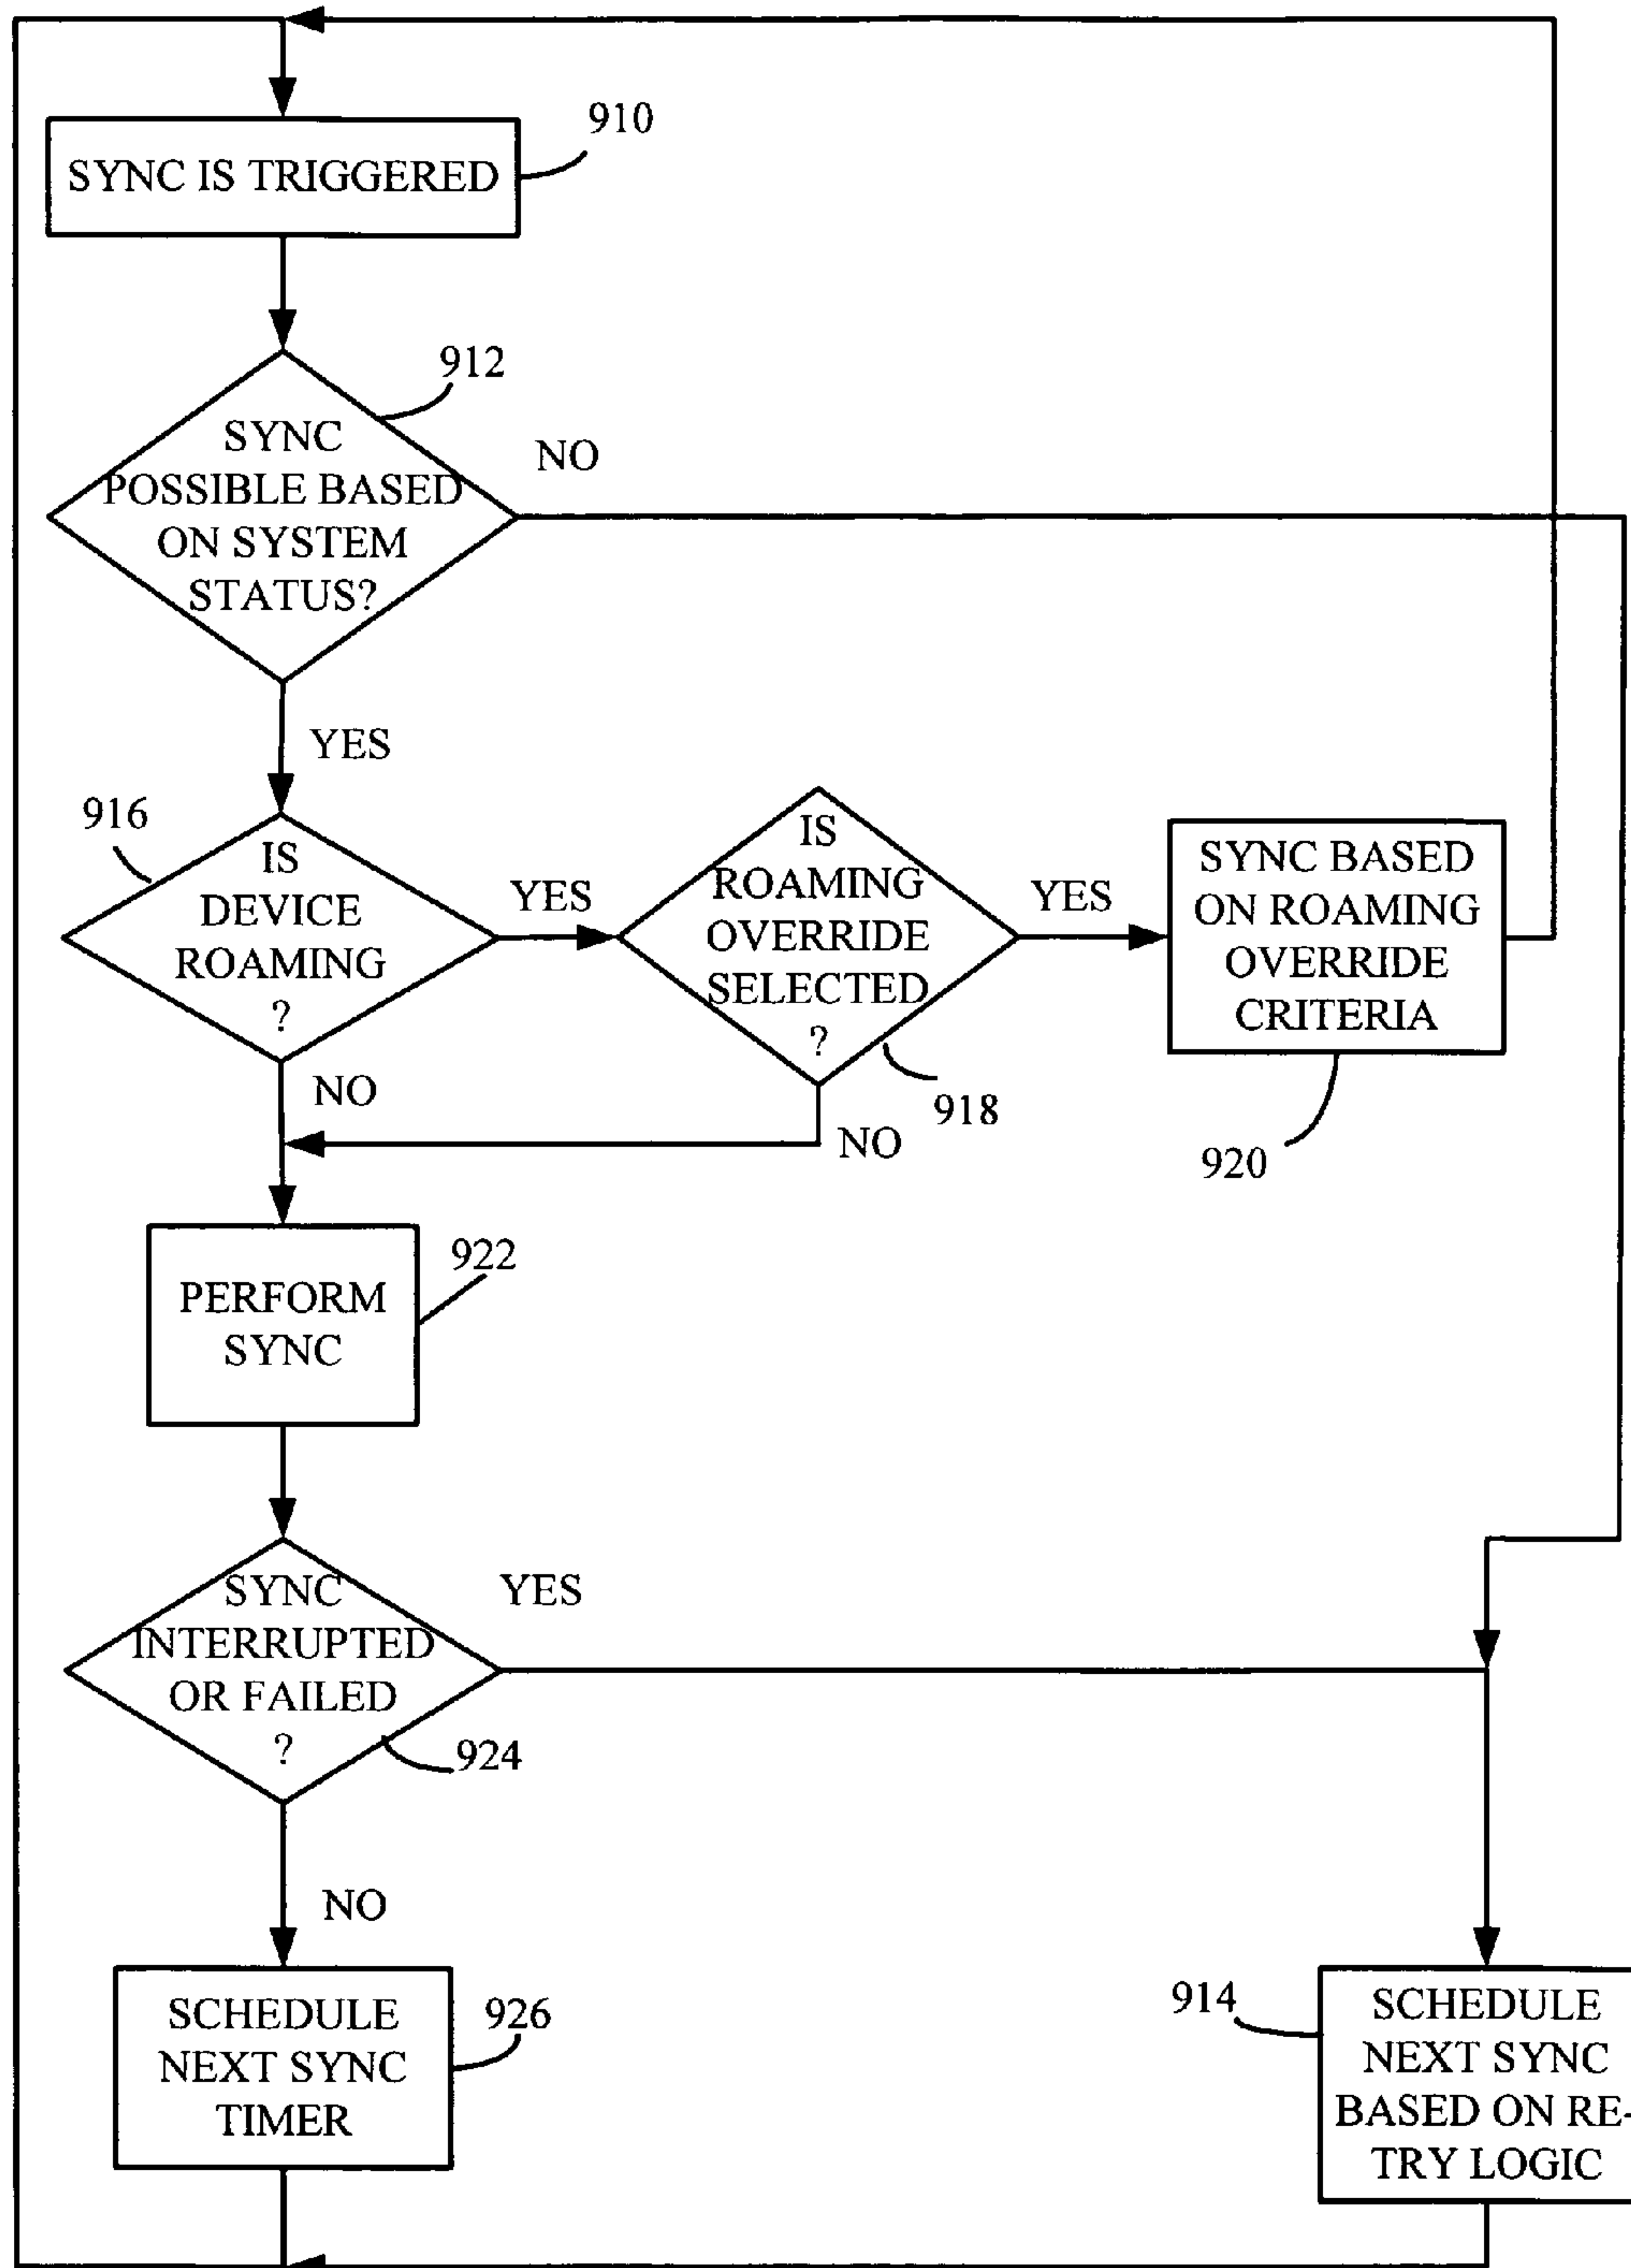 910
SYNC IS TRIGGERED
912
SYNC
POSSIBLE BASED
ON SYSTEM
STATUS?
NO
YES
916
IS
DEVICE
ROAMING
?
YES
IS
ROAMING
OVERRIDE
SELECTED
?
YES
SYNC BASED
ON ROAMING
OVERRIDE
CRITERIA
NO
918
NO
920
922
PERFORM
SYNC
SYNC
INTERRUPTED
OR FAILED
?
YES
924
NO
SCHEDULE
NEXT SYNC
TIMER
926
914
SCHEDULE
NEXT SYNC
BASED ON RE-
TRY LOGIC